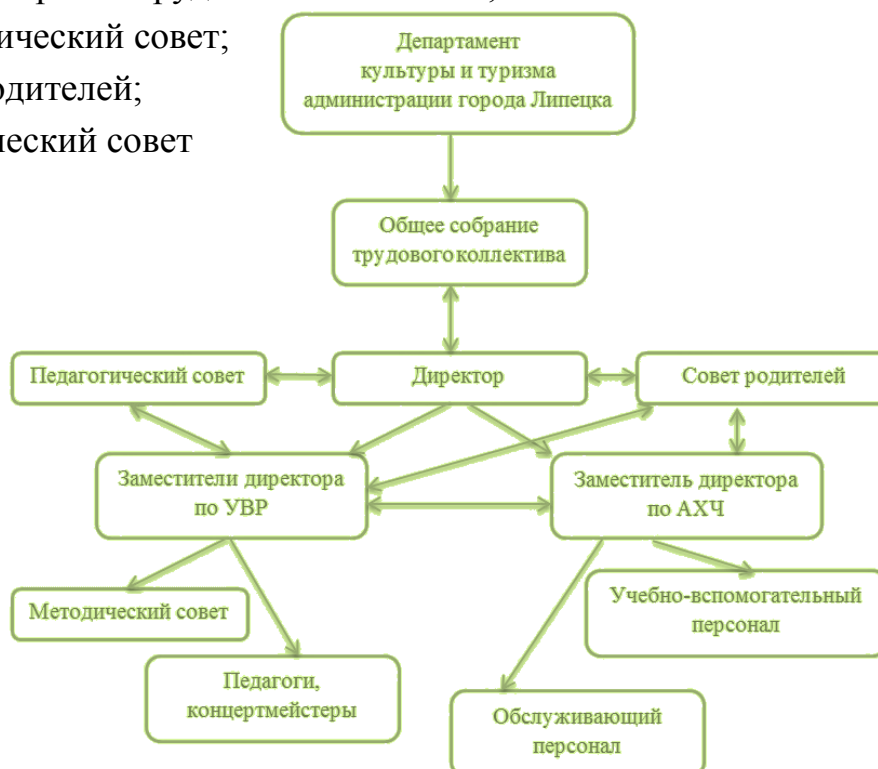 ический совет;
одителей;
еский совет
Департамент
культуры и туризма
администрации города Липецка
Общее собрание
трудового коллектива
Педагогический совет
Директор
Совет родителей
Заместители директора
по УВР
Заместитель директора
по АХЧ
Методический совет
Учебно-вспомогательный
персонал
Педагоги,
концертмейстеры
Обслуживающий
персонал